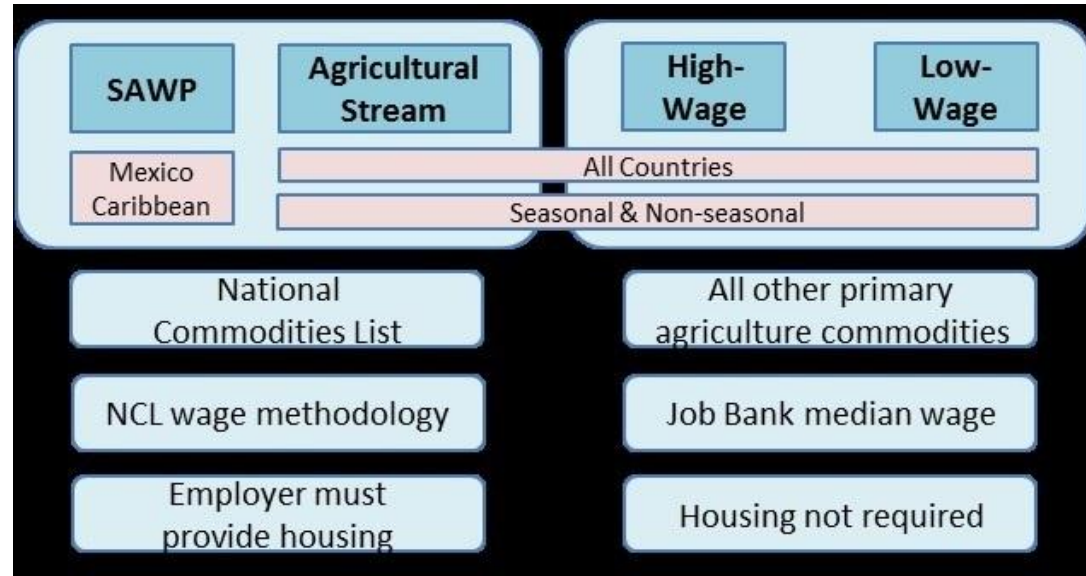 SAWP
Agricultural
Stream
High-
Wage
Low-
Wage
Mexico
Caribbean
All Countries
Seasonal & Non-seasonal
National
Commodities List
All other primary
agriculture commodities
NCL wage methodology
Job Bank median wage
Employer must
provide housing
Housing not required